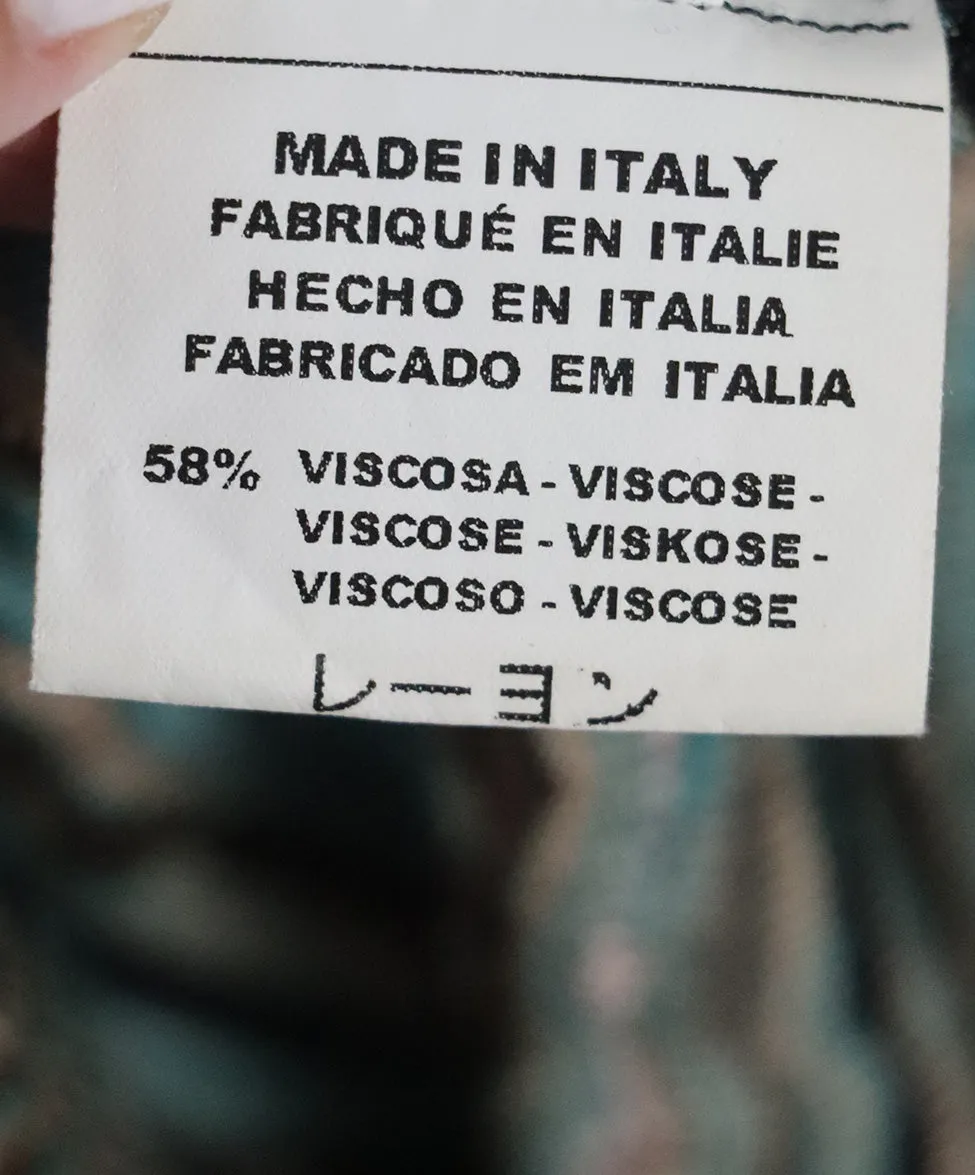 MADE IN ITALY
FABRIQUÉ EN ITALIE
HECHO EN ITALIA
FABRICADO EM ITALIA
58% VISCOSA - VISCOSE -
VISCOSE - VISKOSE -
VISCOSO - VISCOSE
レーヨン